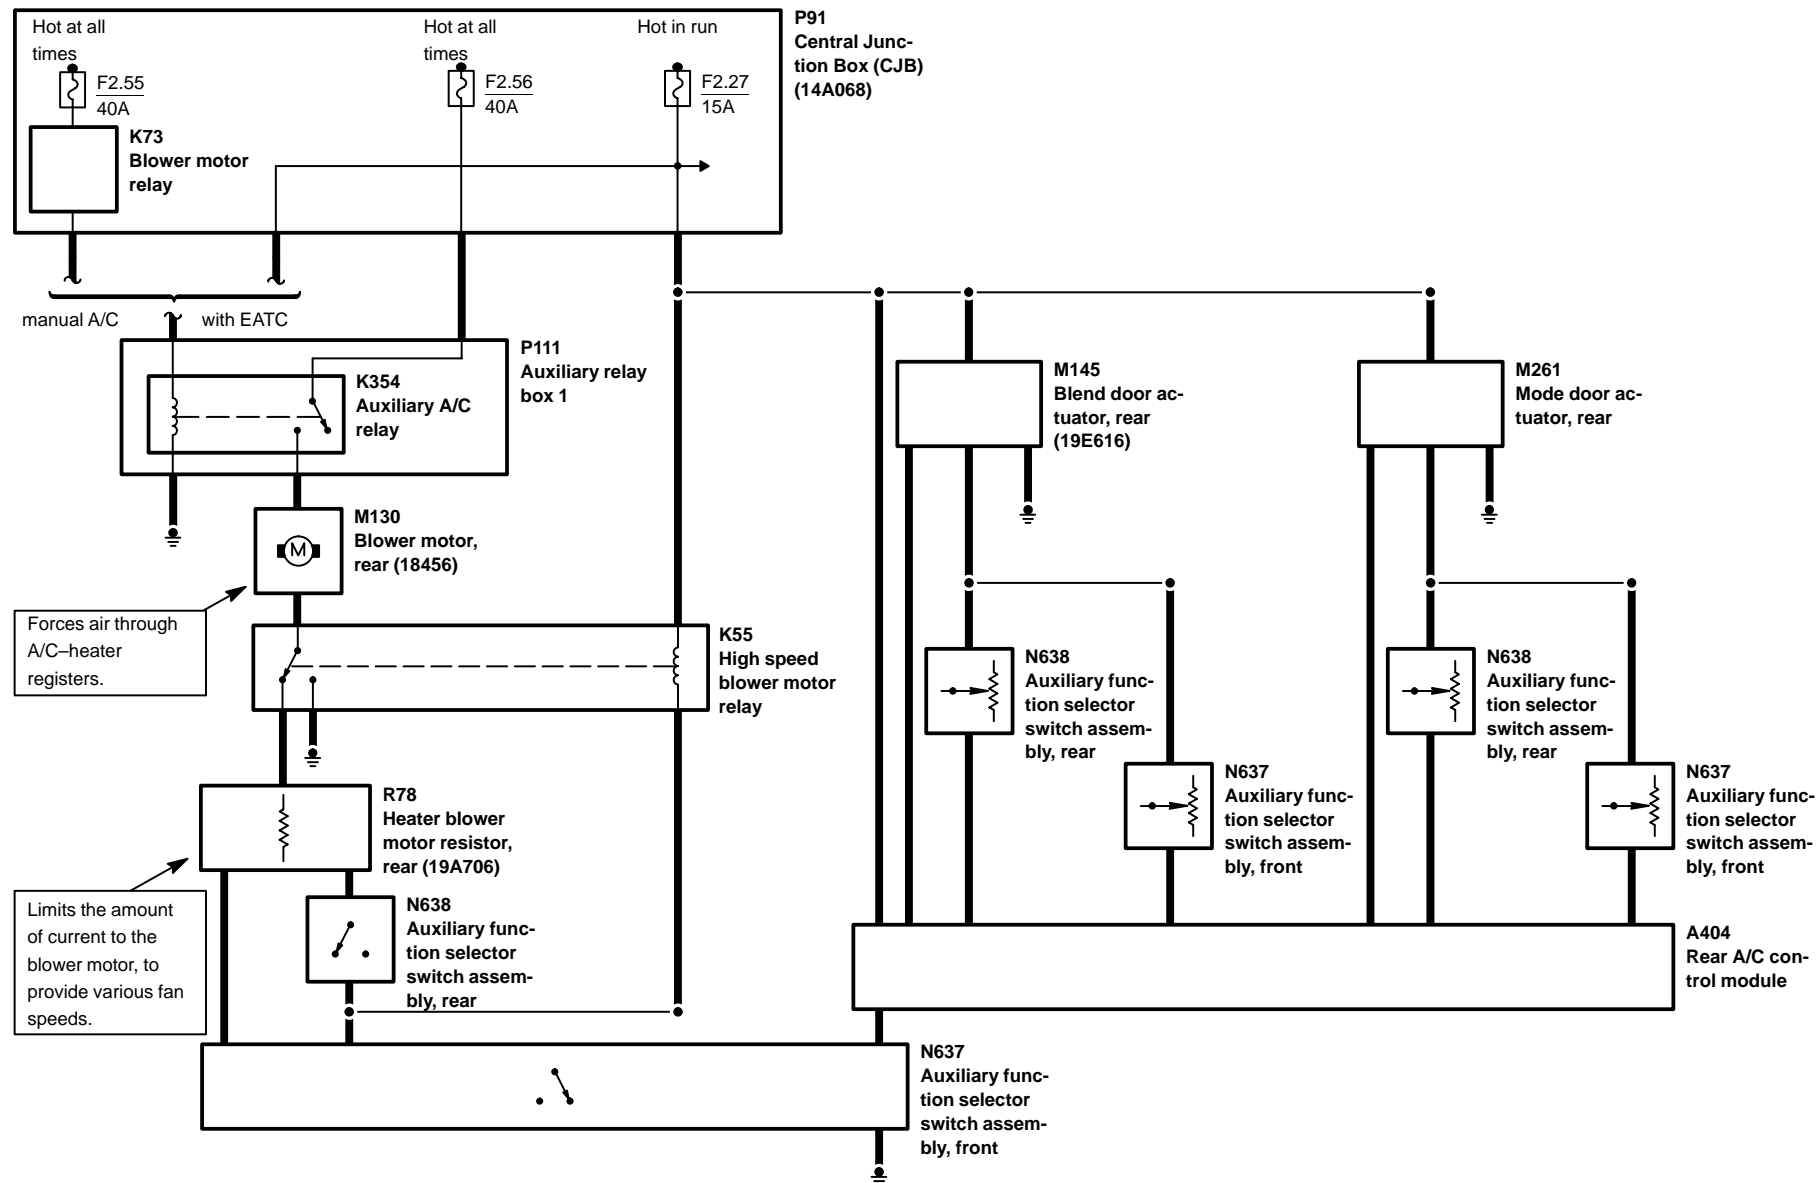 Hot at all
times
F2.55
40A
K73
Blower motor
relay
Hot at all
times
F2.56
40A
Hot in run
F2.27
15A
P91
Central Junc-
tion Box (CJB)
(14A068)
manual A/C
with EATC
P111
Auxiliary relay
box 1
K354
Auxiliary A/C
relay
M145
Blend door ac-
tuator, rear
(19E616)
M261
Mode door ac-
tuator, rear
M
M130
Blower motor,
rear (18456)
Forces air through
A/C–heater
registers.
K55
High speed
blower motor
relay
N638
Auxiliary func-
tion selector
switch assem-
bly, rear
N638
Auxiliary func-
tion selector
switch assem-
bly, rear
N637
Auxiliary func-
tion selector
switch assem-
bly, front
N637
Auxiliary func-
tion selector
switch assem-
bly, front
R78
Heater blower
motor resistor,
rear (19A706)
Limits the amount
of current to the
blower motor, to
provide various fan
speeds.
N638
Auxiliary func-
tion selector
switch assem-
bly, rear
A404
Rear A/C con-
trol module
N637
Auxiliary func-
tion selector
switch assem-
bly, front